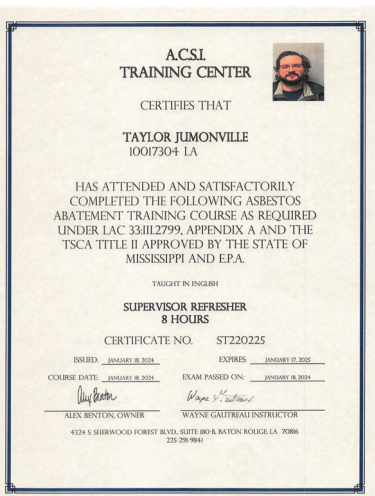 A.C.S.I.
TRAINING CENTER
CERTIFIES THAT
TAYLOR JUMONVILLE
10017304 LA
HAS ATTENDED AND SATISFACTORILY
COMPLETED THE FOLLOWING ASBESTOS
ABATEMENT TRAINING COURSE AS REQUIRED
UNDER LAC 33:III.2799, APPENDIX A AND THE
TSCA TITLE II APPROVED BY THE STATE OF
MISSISSIPPI AND E.P.A.
TAUGHT IN ENGLISH
SUPERVISOR REFRESHER
8 HOURS
CERTIFICATE NO. ST220225
ISSUED: JANUARY 18, 2024 EXPIRES: JANUARY 17, 2025
COURSE DATE: JANUARY 18, 2024 EXAM PASSED ON: JANUARY 18, 2024
Alex Benton Wayne Y. Gautreau
ALEX BENTON, OWNER WAYNE GAUTREAU INSTRUCTOR
4324 S. SHERWOOD FOREST BLVD., SUITE 180-B, BATON ROUGE, LA 70816
225-291-9841